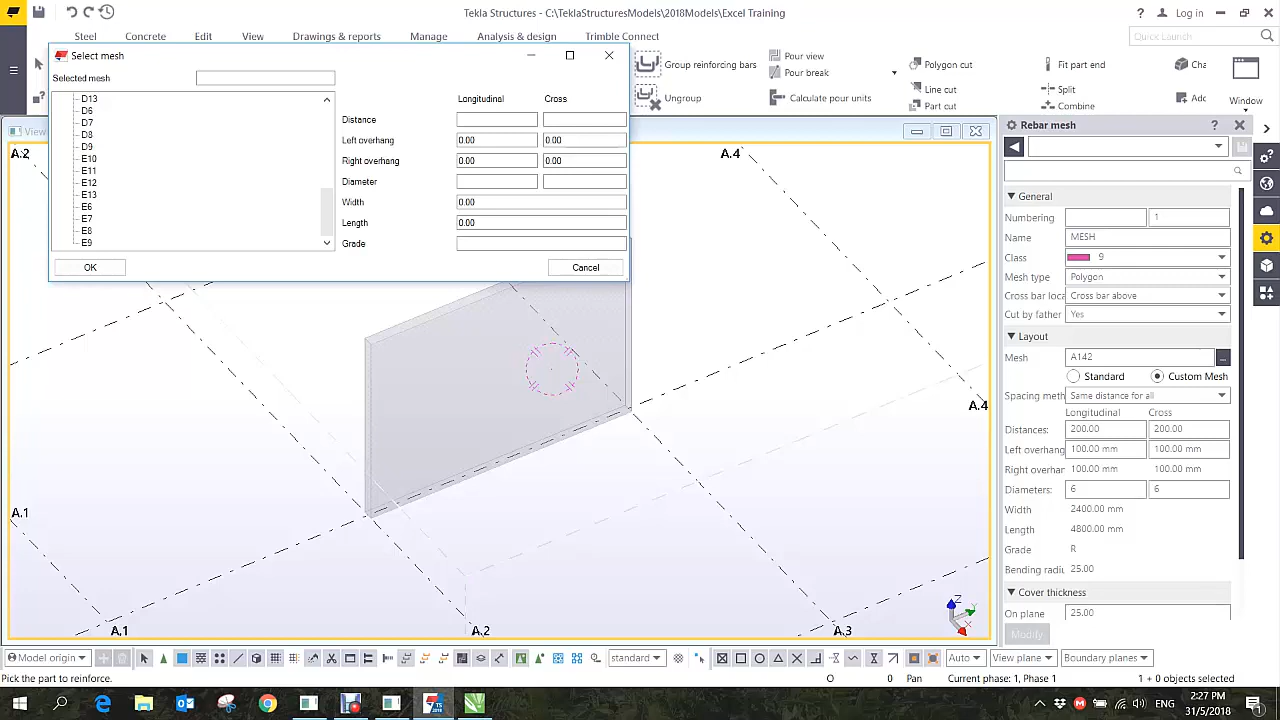 Tekla Structures - C:\TeklaStructuresModels\2018Models\Excel Training
? Log in
Steel Concrete Edit View Drawings & reports Manage Analysis & design Trimble Connect
Quick Launch
Select mesh
Selected mesh
D13
D6
D7
D8
D9
E10
E11
E12
E13
E6
E7
E8
E9
Longitudinal Cross
Distance
Left overhang 0.00 0.00
Right overhang 0.00 0.00
Diameter
Width 0.00
Length 0.00
Grade
OK Cancel
Group reinforcing bars
Ungroup
Pour view
Pour break
Calculate pour units
Polygon cut
Line cut
Part cut
Fit part end
Split
Combine
Cha
Adc
Window
View
A.2
A.4
A.4
A.1
A.1
A.2
A.3
Z
Y
X
Rebar mesh ?
General
Numbering 1
Name MESH
Class 9
Mesh type Polygon
Cross bar loca Cross bar above
Cut by father Yes
Layout
Mesh A142 ...
Standard Custom Mesh
Spacing meth Same distance for all
Longitudinal Cross
Distances: 200.00 200.00
Left overhang 100.00 mm 100.00 mm
Right overhan 100.00 mm 100.00 mm
Diameters: 6 6
Width 2400.00 mm
Length 4800.00 mm
Grade R
Bending radiu 25.00
Cover thickness
On plane 25.00
Modify
Model origin standard Auto View plane Boundary planes
Pick the part to reinforce. O 0 Pan Current phase: 1, Phase 1 1 + 0 objects selected
ENG
2:27 PM
31/5/2018